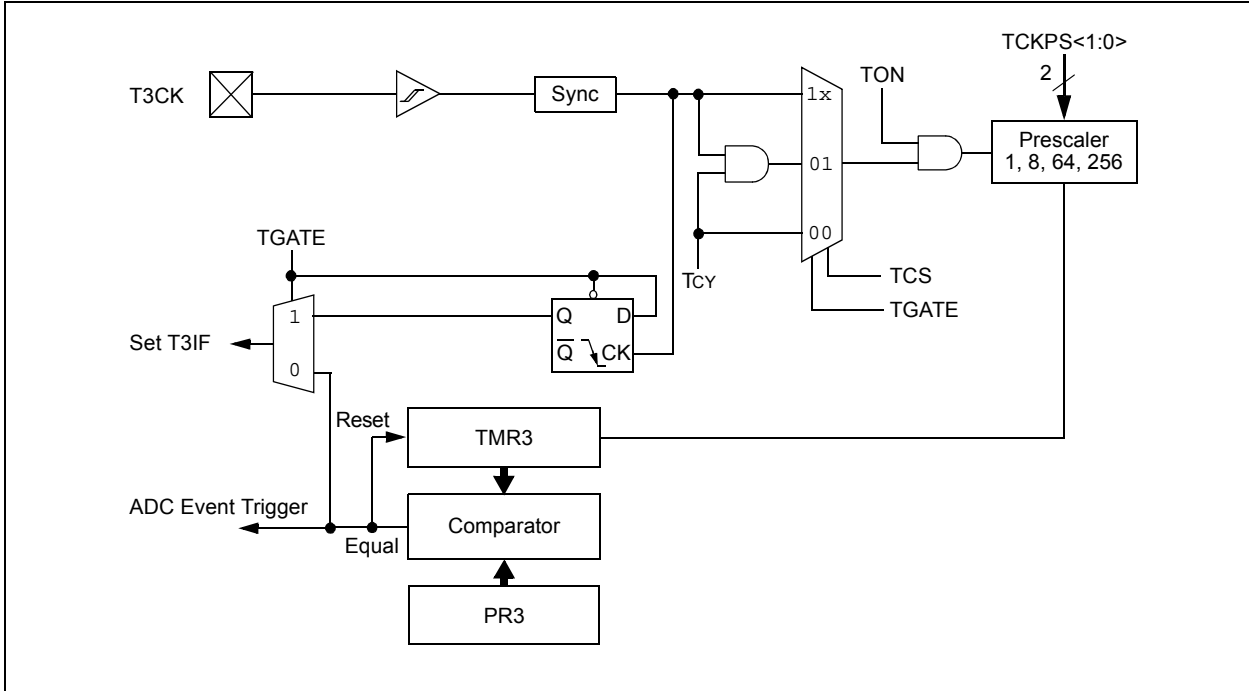 TCKPS<1:0>
2
TON
T3CK
Sync
1x
Prescaler
1, 8, 64, 256
01
00
TGATE
TCY
TCS
TGATE
1
Q
D
Set T3IF
Q̅
CK
0
Reset
TMR3
ADC Event Trigger
Comparator
Equal
PR3